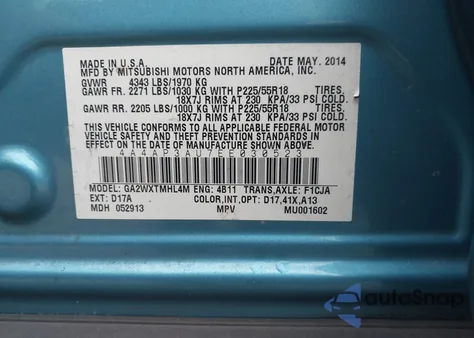 MADE IN U.S.A. DATE MAY. 2014
MFD BY MITSUBISHI MOTORS NORTH AMERICA, INC.
GVWR 4343 LBS/1970 KG
GAWR FR. 2271 LBS/1030 KG WITH P225/55R18 TIRES.
18X7J RIMS AT 230 KPA/33 PSI COLD.
GAWR RR. 2205 LBS/1000 KG WITH P225/55R18 TIRES.
18X7J RIMS AT 230 KPA/33 PSI COLD.
THIS VEHICLE CONFORMS TO ALL APPLICABLE FEDERAL MOTOR
VEHICLE SAFETY AND THEFT PREVENTION STANDARDS IN
EFFECT ON THE DATE OF MANUFACTURE SHOWN ABOVE.
4A4AP3AU7EE030523
MODEL: GA2WXTMHL4M ENG: 4B11 TRANS,AXLE: F1CJA
EXT: D17A COLOR,INT,OPT: D17,41X,A13
MDH 052913 MPV MU001602
autoSnap